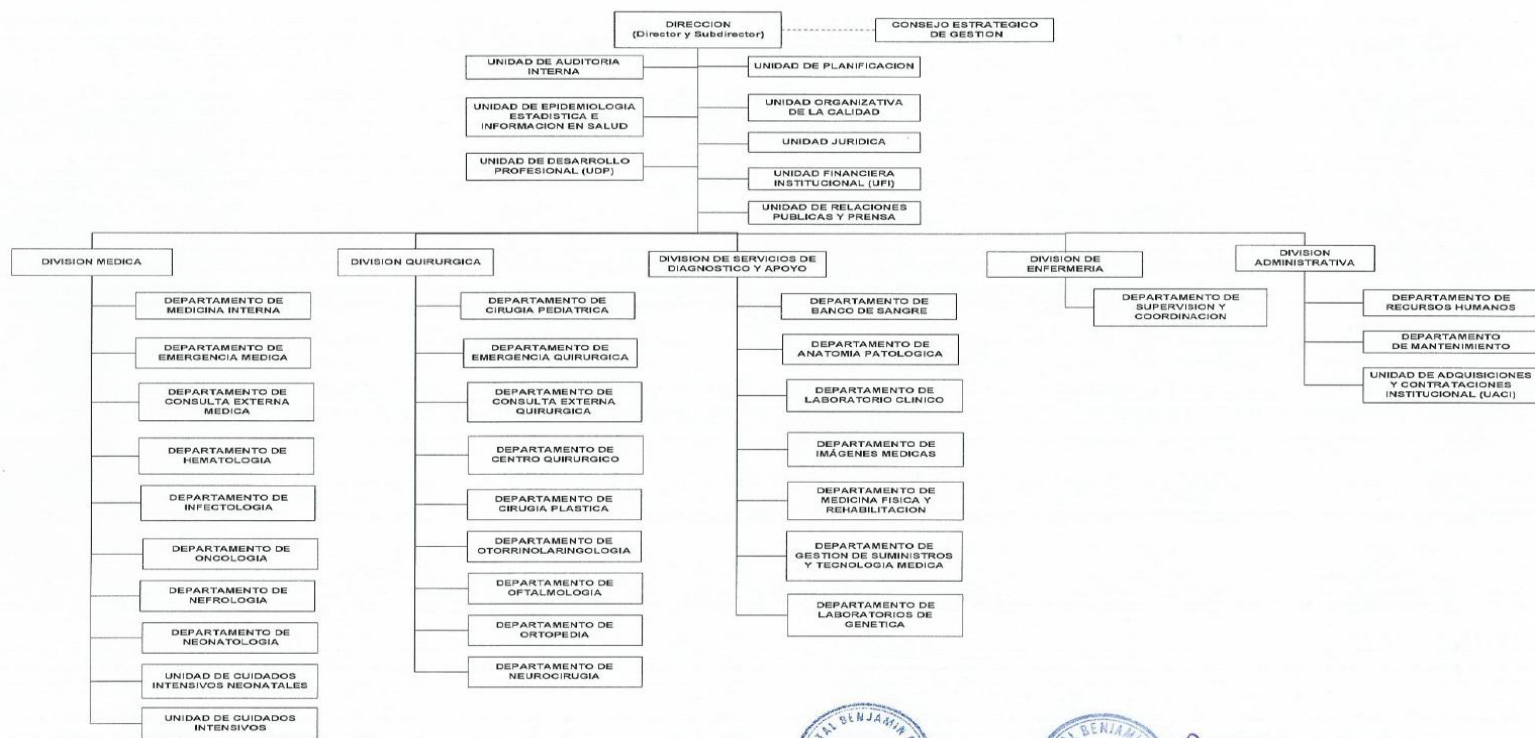 DIRECCION
(Director y Subdirector)
CONSEJO ESTRATEGICO
DE GESTION
UNIDAD DE AUDITORIA
INTERNA
UNIDAD DE PLANIFICACION
UNIDAD DE EPIDEMIOLOGIA
ESTADISTICA E
INFORMACION EN SALUD
UNIDAD ORGANIZATIVA
DE LA CALIDAD
UNIDAD JURIDICA
UNIDAD DE DESARROLLO
PROFESIONAL (UDP)
UNIDAD FINANCIERA
INSTITUCIONAL (UFI)
UNIDAD DE RELACIONES
PUBLICAS Y PRENSA
DIVISION MEDICA
DEPARTAMENTO DE
MEDICINA INTERNA
DEPARTAMENTO DE
EMERGENCIA MEDICA
DEPARTAMENTO DE
CONSULTA EXTERNA
MEDICA
DEPARTAMENTO DE
HEMATOLOGIA
DEPARTAMENTO DE
INFECTOLOGIA
DEPARTAMENTO DE
ONCOLOGIA
DEPARTAMENTO DE
NEFROLOGIA
DEPARTAMENTO DE
NEONATOLOGIA
UNIDAD DE CUIDADOS
INTENSIVOS NEONATALES
UNIDAD DE CUIDADOS
INTENSIVOS
DIVISION QUIRURGICA
DEPARTAMENTO DE
CIRUGIA PEDIATRICA
DEPARTAMENTO DE
EMERGENCIA QUIRURGICA
DEPARTAMENTO DE
CONSULTA EXTERNA
QUIRURGICA
DEPARTAMENTO DE
CENTRO QUIRURGICO
DEPARTAMENTO DE
CIRUGIA PLASTICA
DEPARTAMENTO DE
OTORRINOLARINGOLOGIA
DEPARTAMENTO DE
OFTALMOLOGIA
DEPARTAMENTO DE
ORTOPEDIA
DEPARTAMENTO DE
NEUROCIRUGIA
DIVISION DE SERVICIOS DE
DIAGNOSTICO Y APOYO
DEPARTAMENTO DE
BANCO DE SANGRE
DEPARTAMENTO DE
ANATOMIA PATOLOGICA
DEPARTAMENTO DE
LABORATORIO CLINICO
DEPARTAMENTO DE
IMÁGENES MEDICAS
DEPARTAMENTO DE
MEDICINA FISICA Y
REHABILITACION
DEPARTAMENTO DE
GESTION DE SUMINISTROS
Y TECNOLOGIA MEDICA
DEPARTAMENTO DE
LABORATORIOS DE
GENETICA
DIVISION DE
ENFERMERIA
DEPARTAMENTO DE
SUPERVISION Y
COORDINACION
DIVISION
ADMINISTRATIVA
DEPARTAMENTO DE
RECURSOS HUMANOS
DEPARTAMENTO
DE MANTENIMIENTO
UNIDAD DE ADQUISICIONES
Y CONTRATACIONES
INSTITUCIONAL (UACI)
BENJAMIN